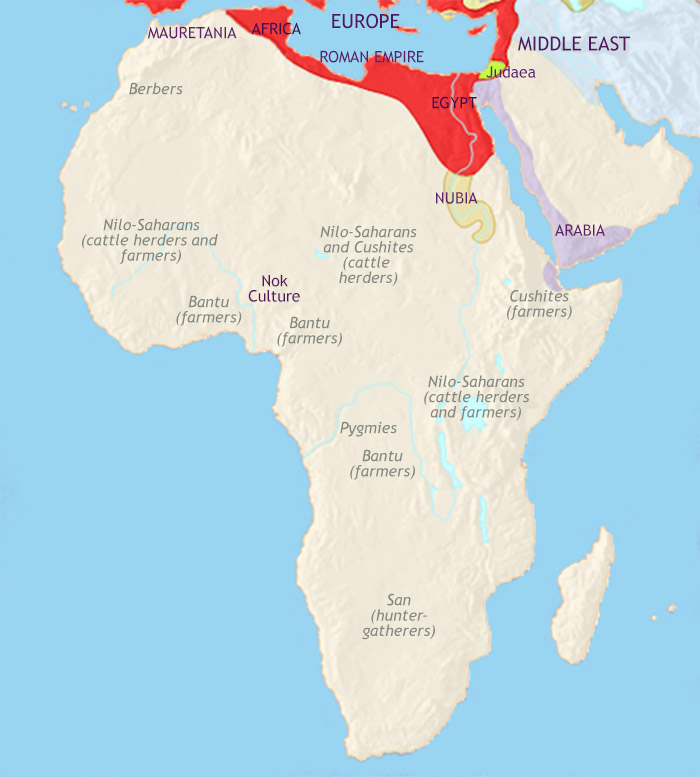 EUROPE
AFRICA
MAURETANIA
MIDDLE EAST
ROMAN EMPIRE
Judaea
Berbers
EGYPT
NUBIA
Nilo-Saharans
(cattle herders and
farmers)
Nilo-Saharans
and Cushites
(cattle
herders)
ARABIA
Nok
Culture
Bantu
(farmers)
Bantu
(farmers)
Cushites
(farmers)
Nilo-Saharans
(cattle herders
and farmers)
Pygmies
Bantu
(farmers)
San
(hunter-
gatherers)